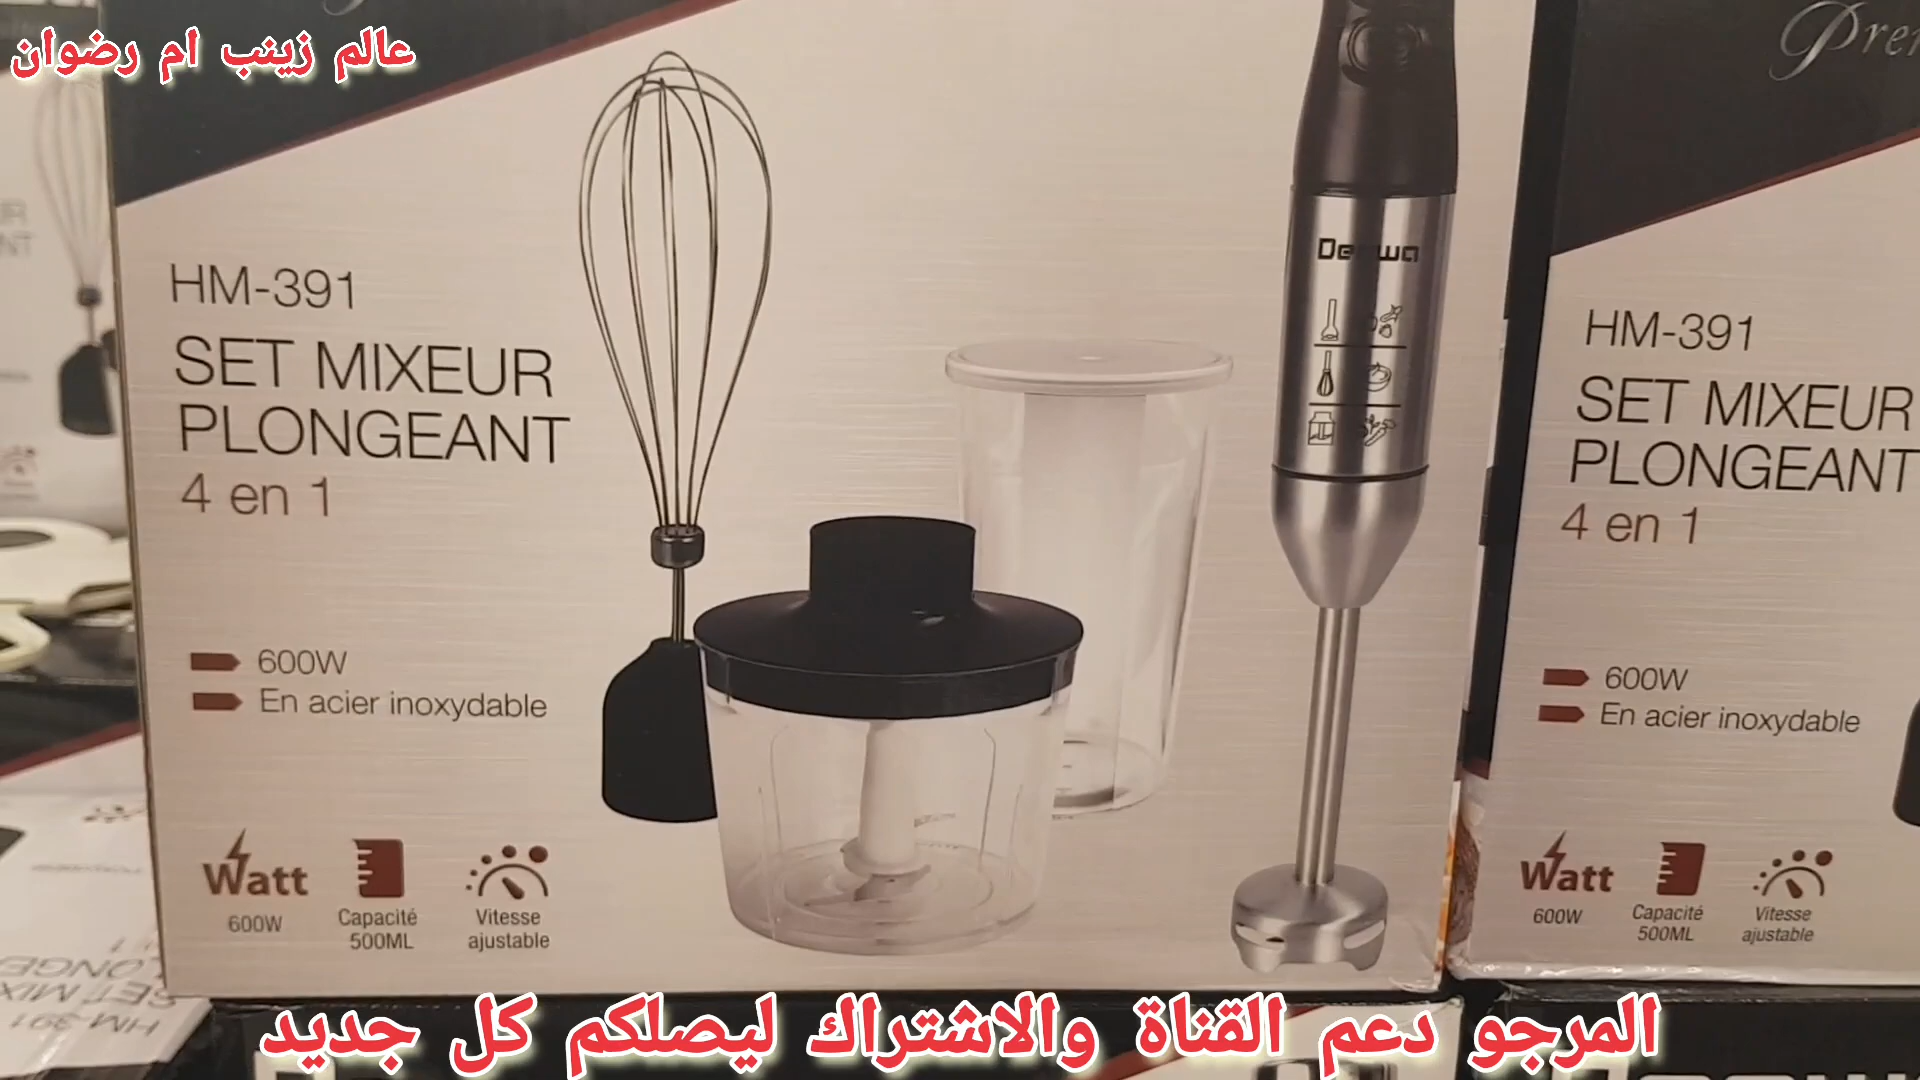 عالم زينب ام رضوان
HM-391
SET MIXEUR
PLONGEANT
4 en 1
600W
En acier inoxydable
Watt
600W
Capacité
500ML
Vitesse
ajustable
HM-391
SET MIXEUR
PLONGEANT
4 en 1
600W
En acier inoxydable
Watt
600W
Capacité
500ML
Vitesse
ajustable
المرجو دعم القناة والاشتراك ليصلكم كل جديد